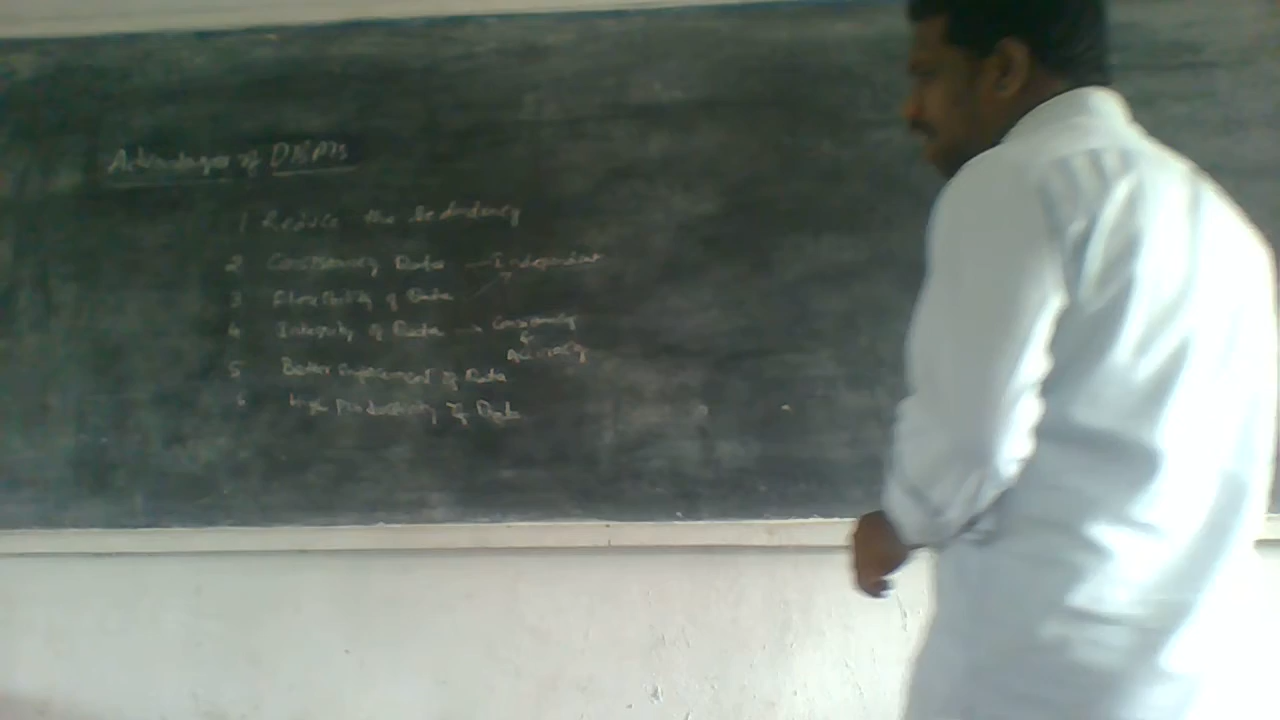 Advantages of DBMS
1 Reduce the Redundancy
2 Consistency Data → Independent
3 Flexibility of Data
4 Integrity of Data → Consistency
&
Accuracy
5 Better of Data
6 High Productivity of Data